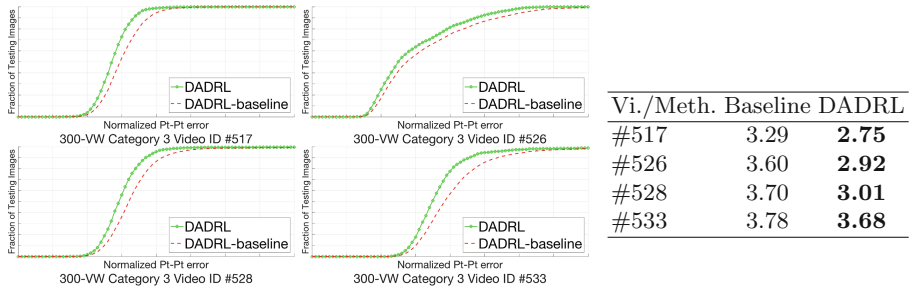 Fraction of Testing Images
DADRL
DADRL-baseline
Normalized Pt-Pt error
300-VW Category 3 Video ID #517
Fraction of Testing Images
DADRL
DADRL-baseline
Normalized Pt-Pt error
300-VW Category 3 Video ID #526
Fraction of Testing Images
DADRL
DADRL-baseline
Normalized Pt-Pt error
300-VW Category 3 Video ID #528
Fraction of Testing Images
DADRL
DADRL-baseline
Normalized Pt-Pt error
300-VW Category 3 Video ID #533
Vi./Meth. Baseline DADRL
#517 3.29 2.75
#526 3.60 2.92
#528 3.70 3.01
#533 3.78 3.68